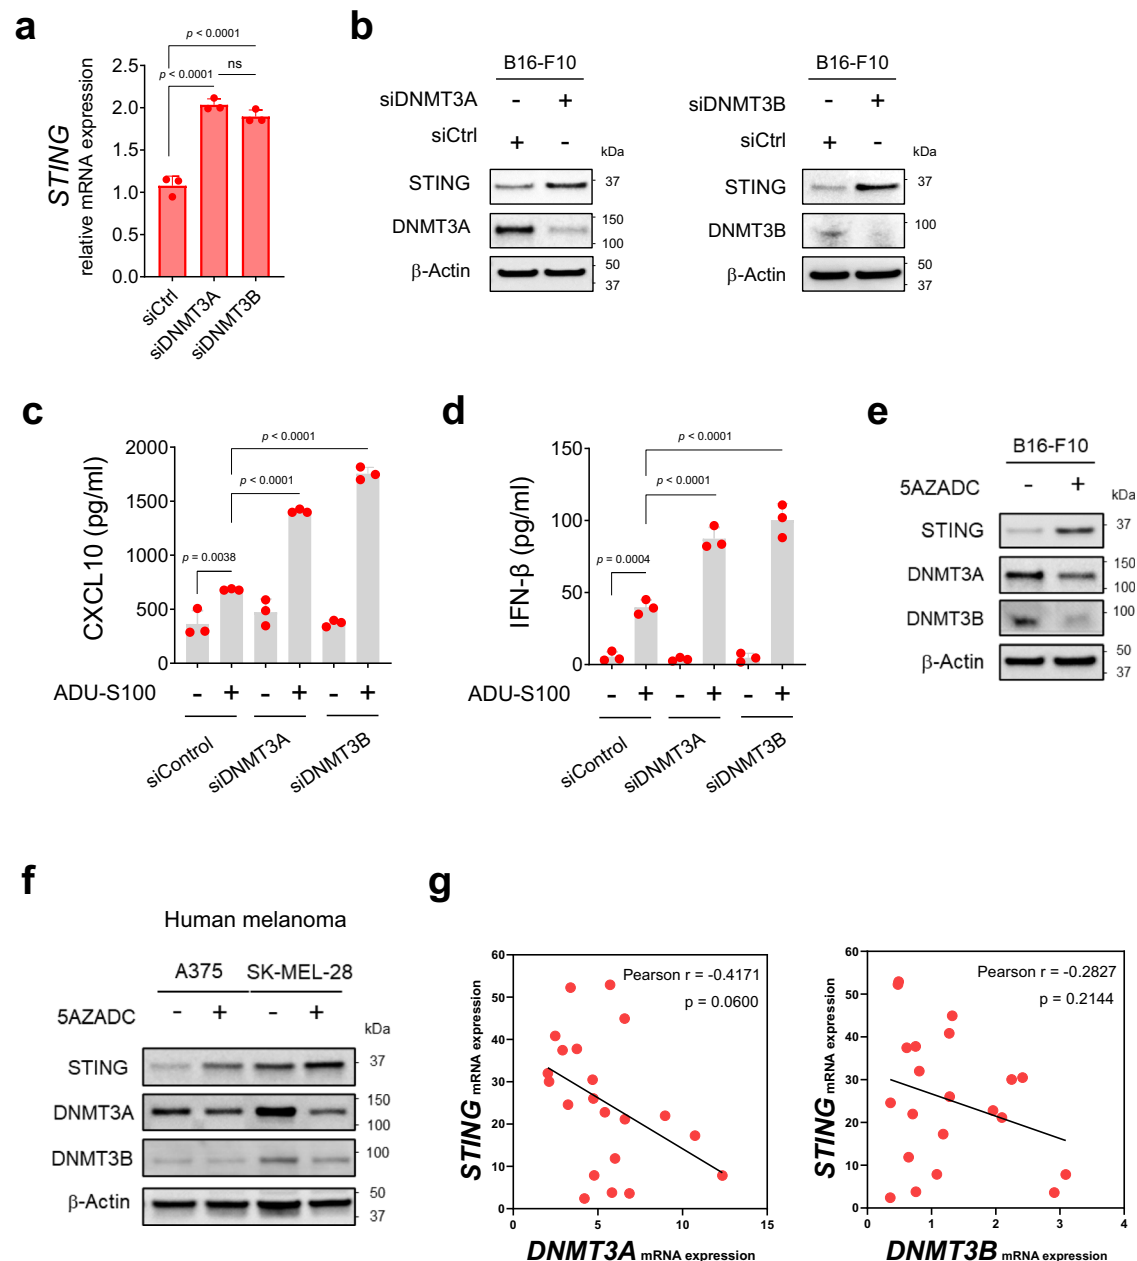 a
p < 0.0001
p < 0.0001
ns
STING
relative mRNA expression
2.5
2.0
1.5
1.0
0.5
0.0
siCtrl
siDNMT3A
siDNMT3B
b
B16-F10
siDNMT3A - +
siCtrl + -
kDa
STING 37
DNMT3A 150
100
β-Actin 50
37
B16-F10
siDNMT3B - +
siCtrl + -
kDa
STING 37
DNMT3B 100
β-Actin 50
37
c
CXCL10 (pg/ml)
2000
1500
1000
500
0
p < 0.0001
p < 0.0001
p = 0.0038
ADU-S100 - + - + - +
siControl
siDNMT3A
siDNMT3B
d
IFN-β (pg/ml)
150
100
50
0
p < 0.0001
p < 0.0001
p = 0.0004
ADU-S100 - + - + - +
siControl
siDNMT3A
siDNMT3B
e
B16-F10
5AZADC - +
kDa
STING 37
DNMT3A 150
100
DNMT3B 100
β-Actin 50
37
f
Human melanoma
A375 SK-MEL-28
5AZADC - + - +
kDa
STING 37
DNMT3A 150
100
DNMT3B 100
β-Actin 50
37
g
STING mRNA expression
60
50
40
30
20
10
0
Pearson r = -0.4171
p = 0.0600
0 5 10 15
DNMT3A mRNA expression
STING mRNA expression
60
50
40
30
20
10
0
Pearson r = -0.2827
p = 0.2144
0 1 2 3 4
DNMT3B mRNA expression